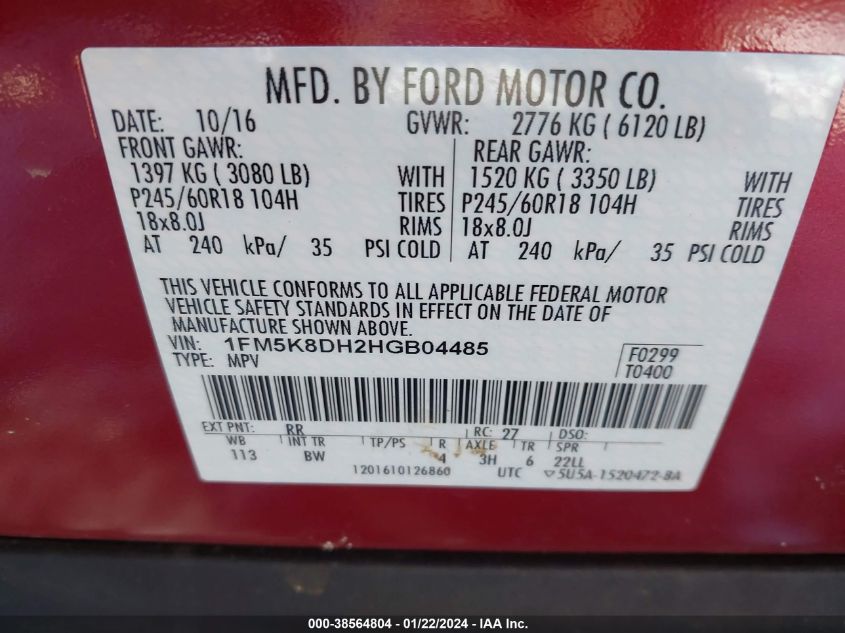 MFD. BY FORD MOTOR CO.
DATE: 10/16 GVWR: 2776 KG ( 6120 LB)
FRONT GAWR: REAR GAWR:
1397 KG ( 3080 LB) WITH 1520 KG ( 3350 LB) WITH
P245/60R18 104H TIRES P245/60R18 104H TIRES
18x8.0J RIMS 18x8.0J RIMS
AT 240 kPa/ 35 PSI COLD AT 240 kPa/ 35 PSI COLD
THIS VEHICLE CONFORMS TO ALL APPLICABLE FEDERAL MOTOR
VEHICLE SAFETY STANDARDS IN EFFECT ON THE DATE OF
MANUFACTURE SHOWN ABOVE.
VIN: 1FM5K8DH2HGB04485 F0299
TYPE: MPV T0400
EXT PNT: RR RC: 27 DSO:
WB INT TR TP/PS R AXLE TR SPR
113 BW 4 3H 6 22LL
1201610126860 UTC ▽5U5A-1520472-BA
000-38564804 - 01/22/2024 - IAA Inc.